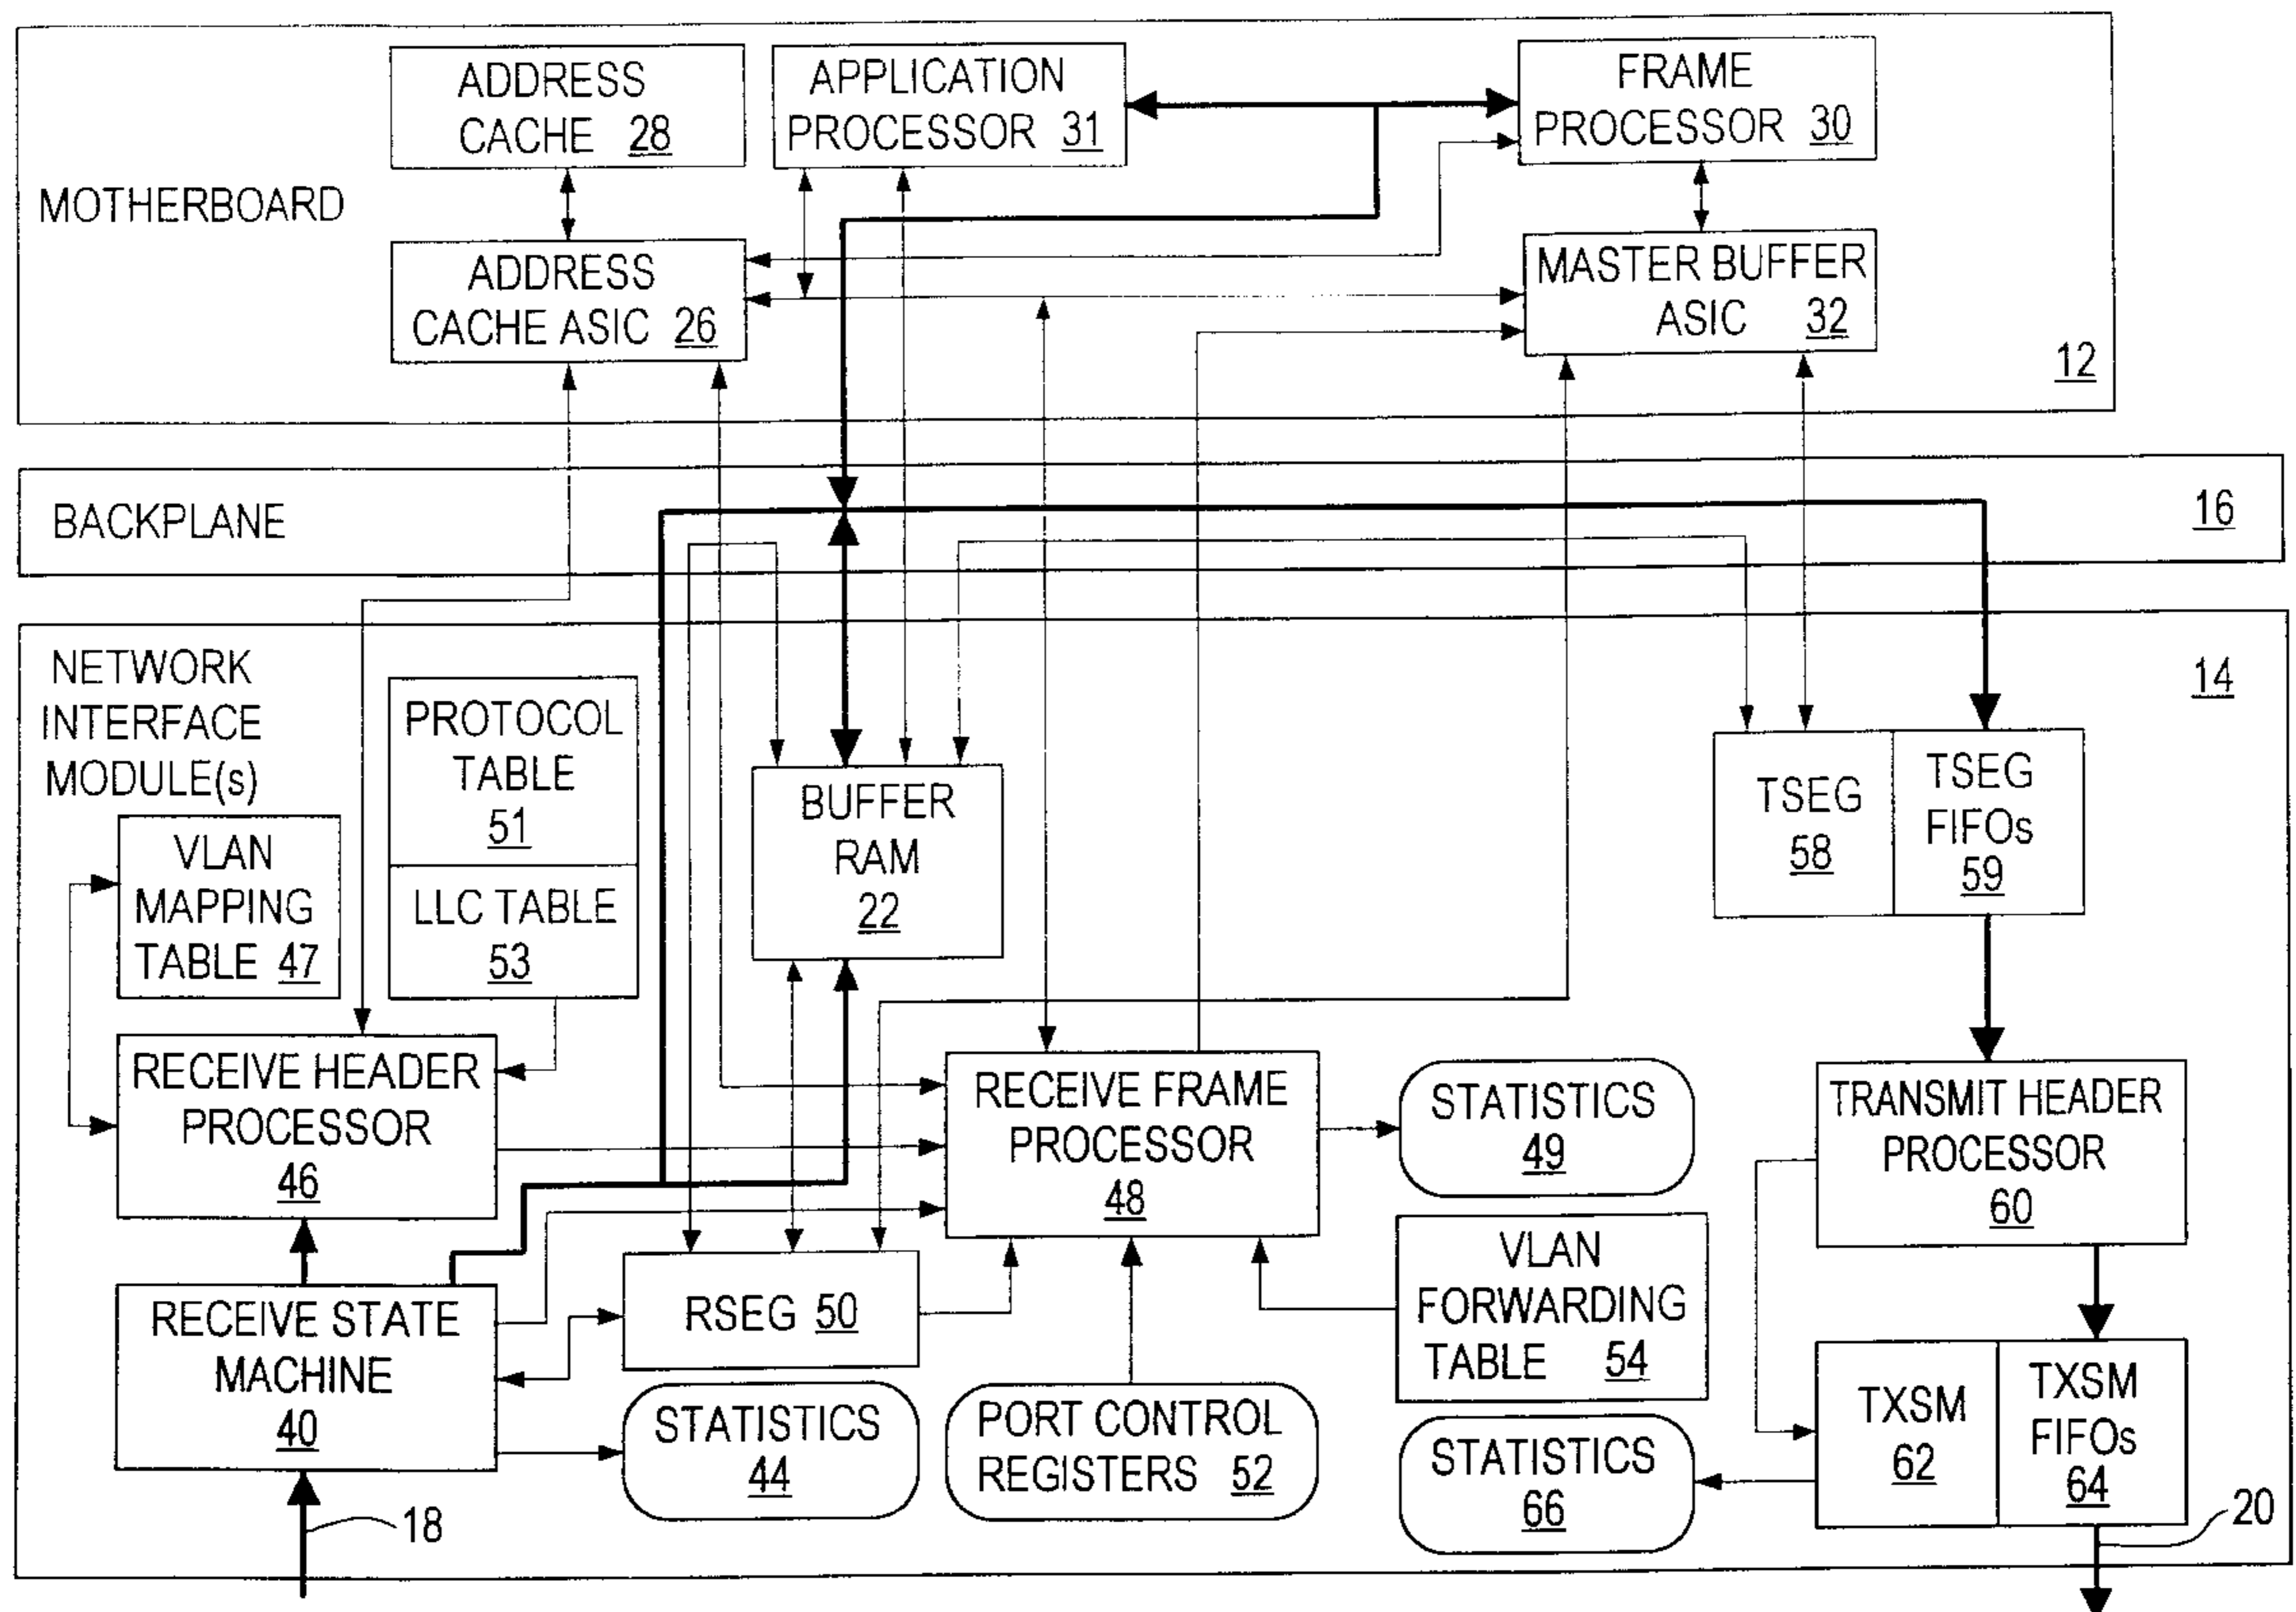 ADDRESS
CACHE 28
APPLICATION
PROCESSOR 31
FRAME
PROCESSOR 30
MOTHERBOARD
ADDRESS
CACHE ASIC 26
MASTER BUFFER
ASIC 32
12
BACKPLANE
16
NETWORK
INTERFACE
MODULE(s)
14
PROTOCOL
TABLE
51
LLC TABLE
53
VLAN
MAPPING
TABLE 47
BUFFER
RAM
22
TSEG
58
TSEG
FIFOs
59
RECEIVE HEADER
PROCESSOR
46
RECEIVE FRAME
PROCESSOR
48
STATISTICS
49
TRANSMIT HEADER
PROCESSOR
60
RECEIVE STATE
MACHINE
40
RSEG 50
VLAN
FORWARDING
TABLE 54
STATISTICS
44
PORT CONTROL
REGISTERS 52
STATISTICS
66
TXSM
62
TXSM
FIFOs
64
18
20